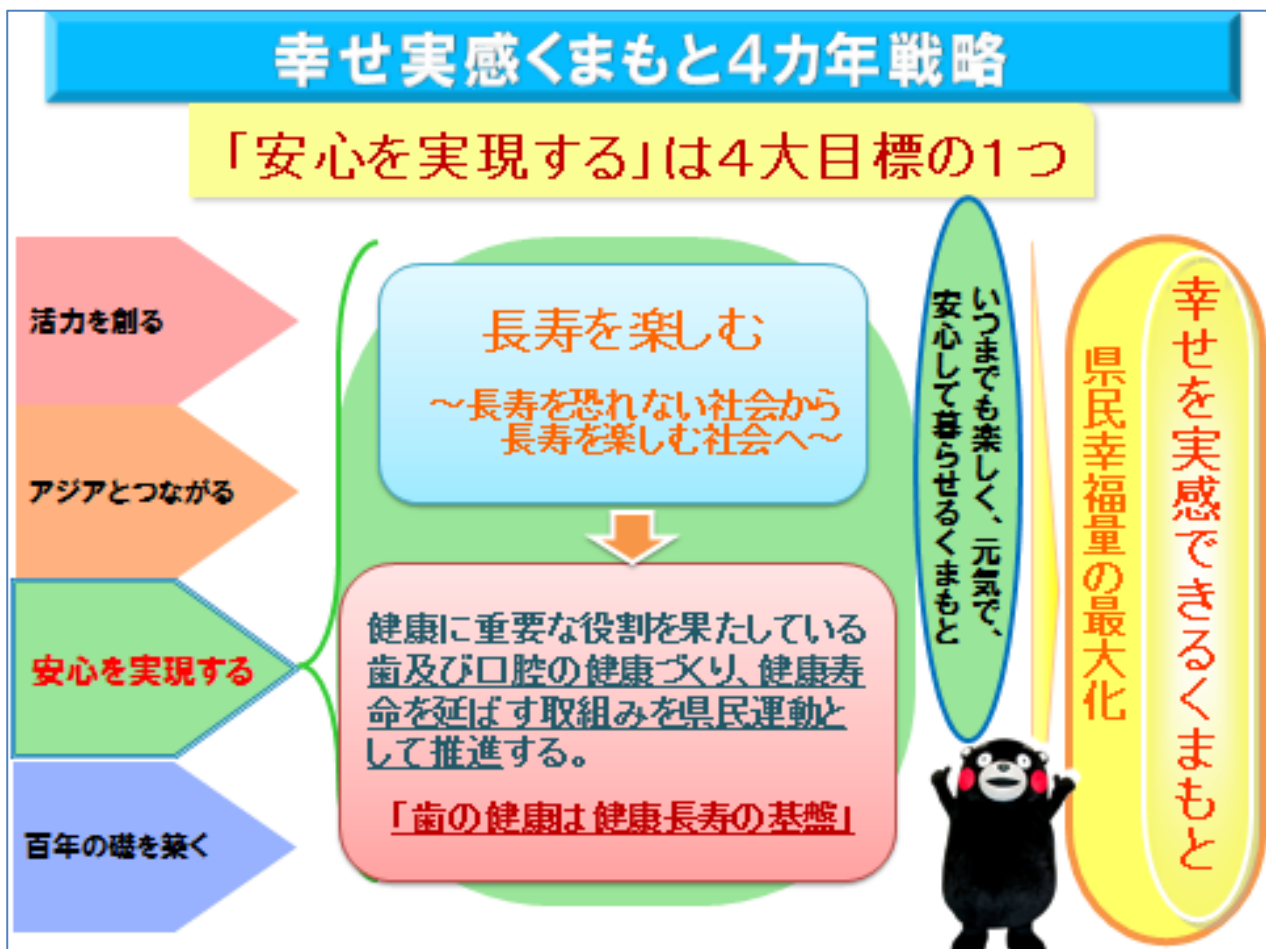 幸せ実感くまもと4カ年戦略
「安心を実現する」は4大目標の1つ
活力を創る
アジアとつながる
安心を実現する
百年の礎を築く
長寿を楽しむ
～長寿を恐れない社会から
長寿を楽しむ社会へ～
健康に重要な役割を果たしている
歯及び口腔の健康づくり、健康寿
命を延ばす取組みを県民運動と
して推進する。
「歯の健康は健康長寿の基盤」
いつまでも楽しく、元気で、
安心して暮らせるくまもと
幸せを実感できるくまもと
県民幸福量の最大化